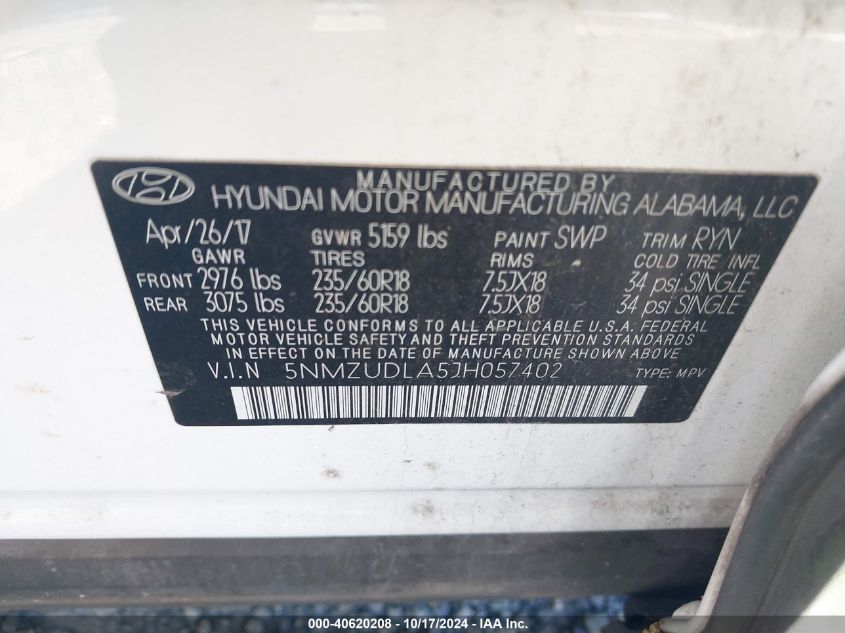 MANUFACTURED BY
HYUNDAI MOTOR MANUFACTURING ALABAMA, LLC
Apr/26/17 GVWR 5159 lbs PAINT SWP TRIM RYN
GAWR TIRES RIMS COLD TIRE INFL
FRONT 2976 lbs 235/60R18 7.5JX18 34 psi SINGLE
REAR 3075 lbs 235/60R18 7.5JX18 34 psi SINGLE
THIS VEHICLE CONFORMS TO ALL APPLICABLE U.S.A. FEDERAL
MOTOR VEHICLE SAFETY AND THEFT PREVENTION STANDARDS
IN EFFECT ON THE DATE OF MANUFACTURE SHOWN ABOVE.
V.I.N 5NMZUDLA5JH057402 TYPE: MPV
000-40620208 - 10/17/2024 - IAAI.com